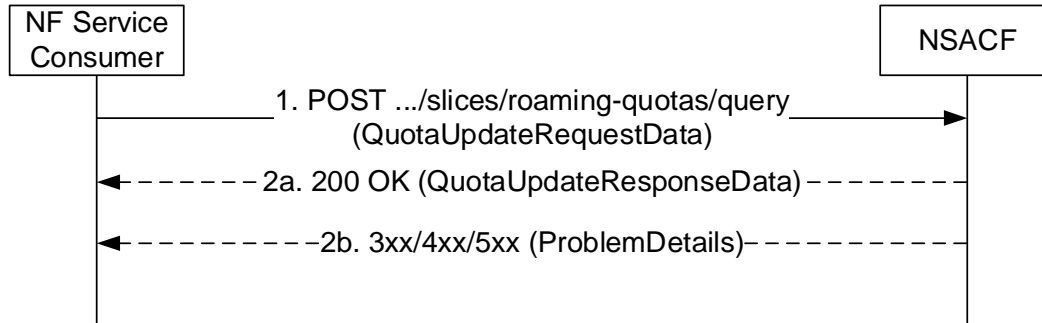 NF Service
Consumer
NSACF
1. POST .../slices/roaming-quotas/query
(QuotaUpdateRequestData)
2a. 200 OK (QuotaUpdateResponseData)
2b. 3xx/4xx/5xx (ProblemDetails)